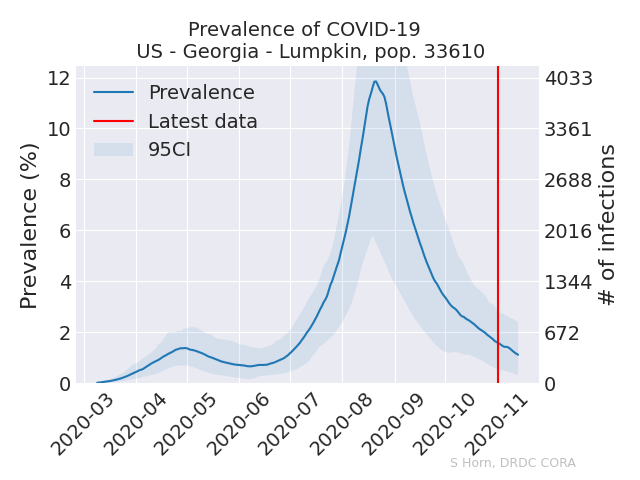 Prevalence of COVID-19
US - Georgia - Lumpkin, pop. 33610
Prevalence
Latest data
95CI
Prevalence (%)
12
10
8
6
4
2
0
4033
3361
2688
2016
1344
672
0
# of infections
2020-03
2020-04
2020-05
2020-06
2020-07
2020-08
2020-09
2020-10
2020-11
S Horn, DRDC CORA